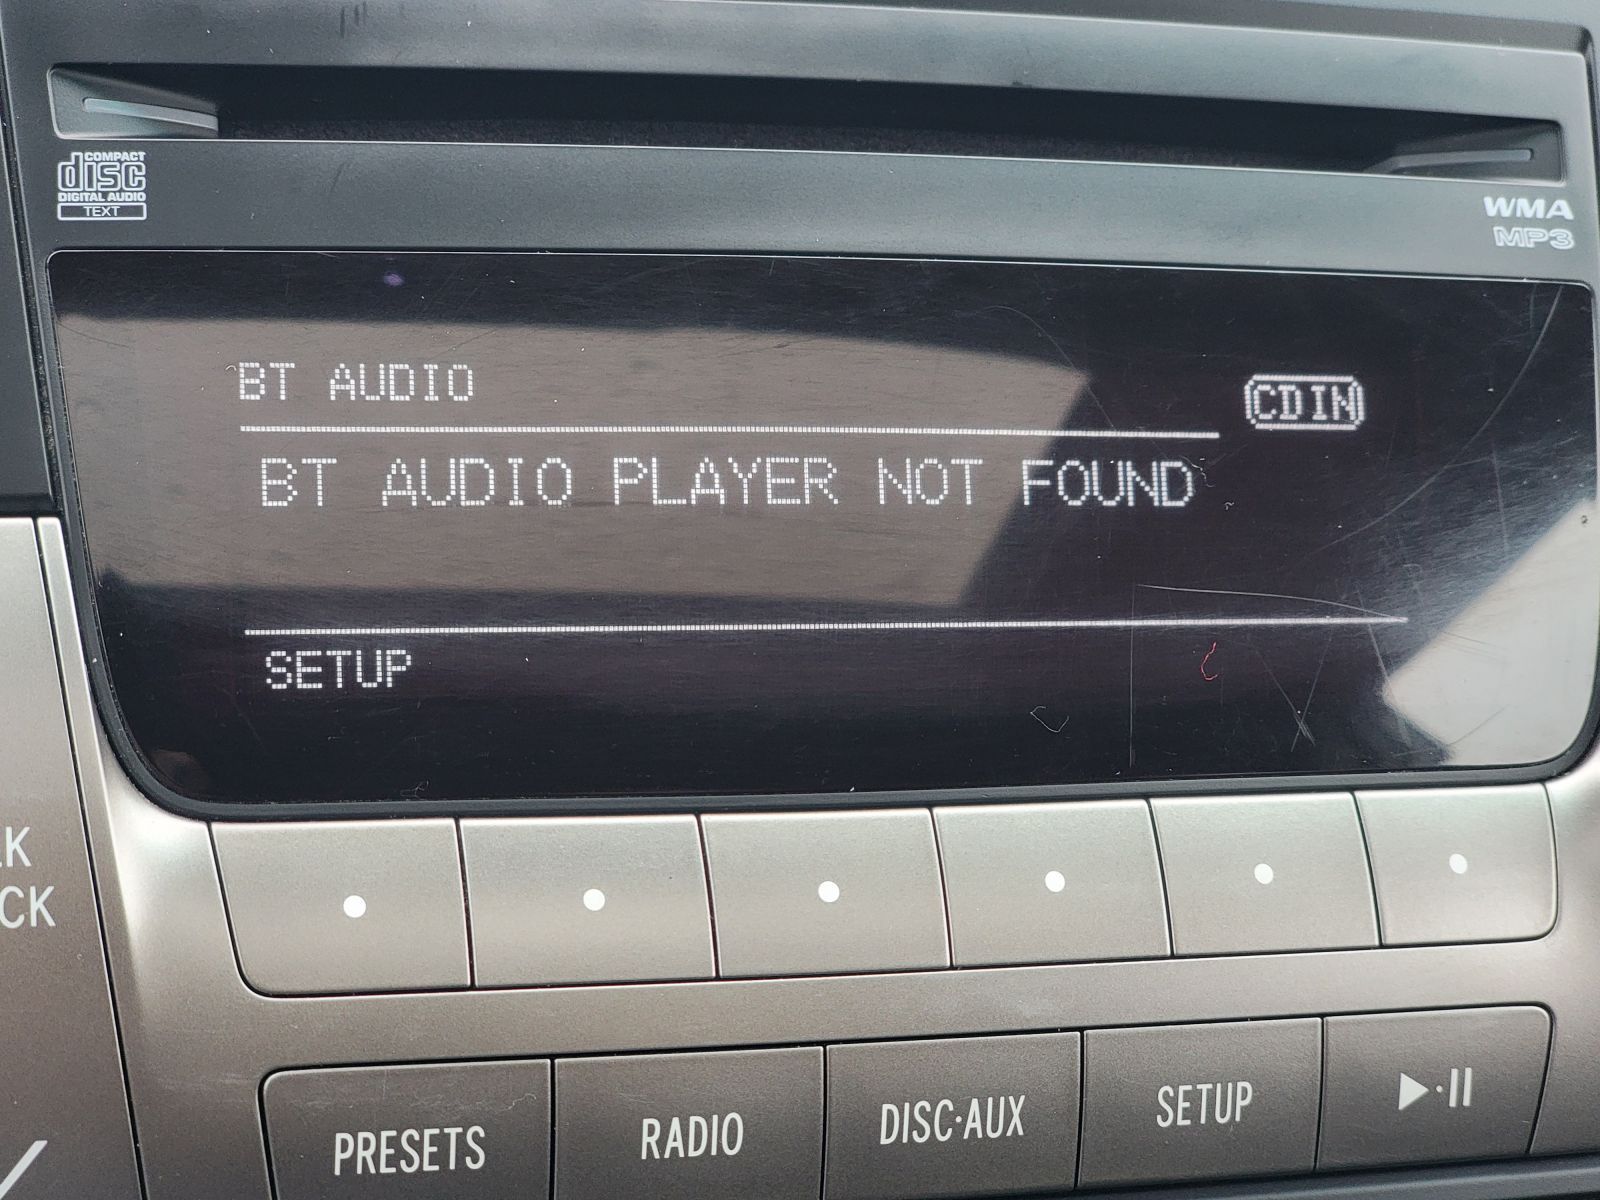 COMPACT
disc
DIGITAL AUDIO
TEXT
WMA
MP3
BT AUDIO
CD IN
BT AUDIO PLAYER NOT FOUND
SETUP
CK
PRESETS
RADIO
DISC·AUX
SETUP